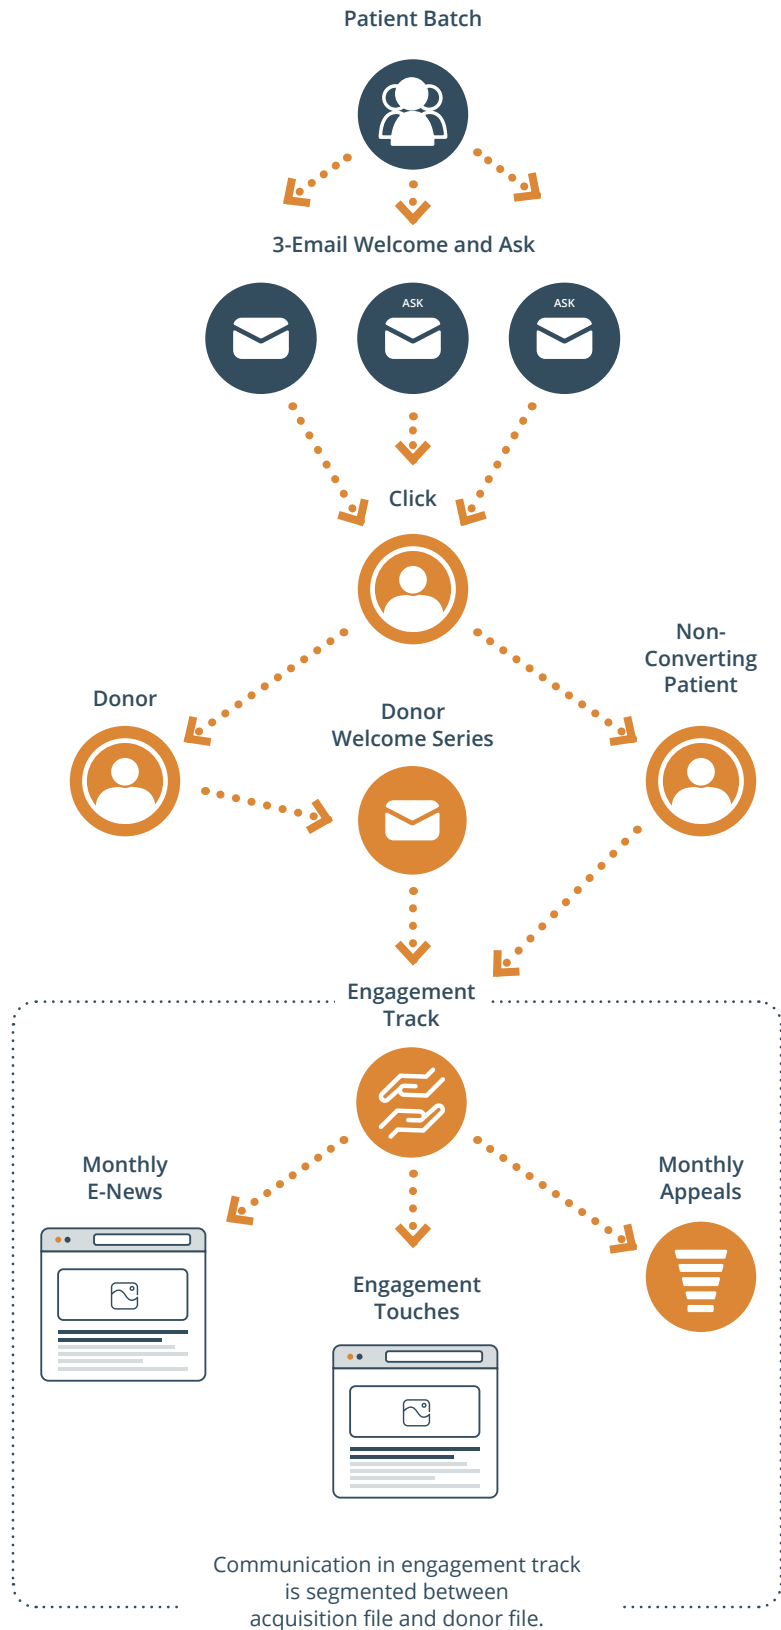 Patient Batch
3-Email Welcome and Ask
ASK
ASK
Click
Non-
Converting
Patient
Donor
Donor
Welcome Series
Engagement
Track
Monthly
E-News
Monthly
Appeals
Engagement
Touches
Communication in engagement track
is segmented between
acquisition file and donor file.